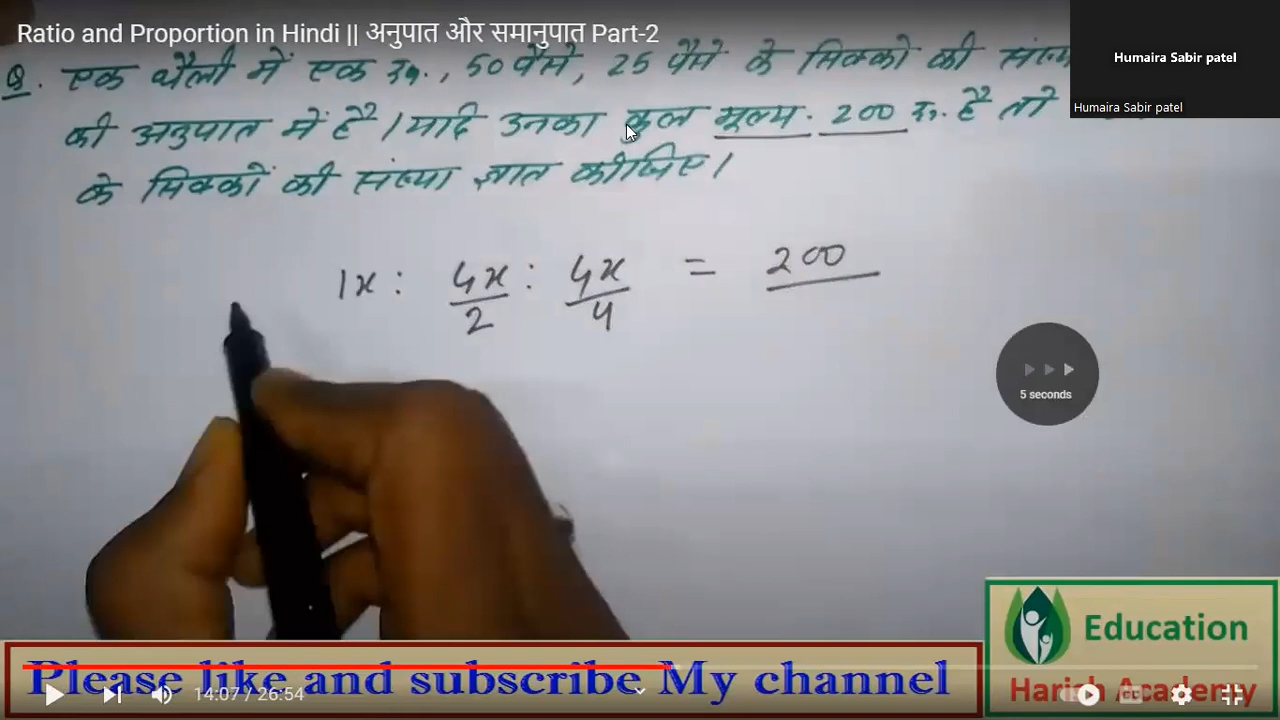 Ratio and Proportion in Hindi || अनुपात और समानुपात Part-2
Humaira Sabir patel
Humaira Sabir patel
Q. एक थैली में एक रु., 50 पैसे, 25 पैसे के सिक्को की
की अनुपात में है। यदि उनका कुल मूल्य. 200 रु. है तो
के सिक्कों की संख्या ज्ञात कीजिए।
1x : 4x/2 : 4x/4 = 200
5 seconds
Education
Please like and subscribe My channel
Harish Academy
14:07 / 26:54